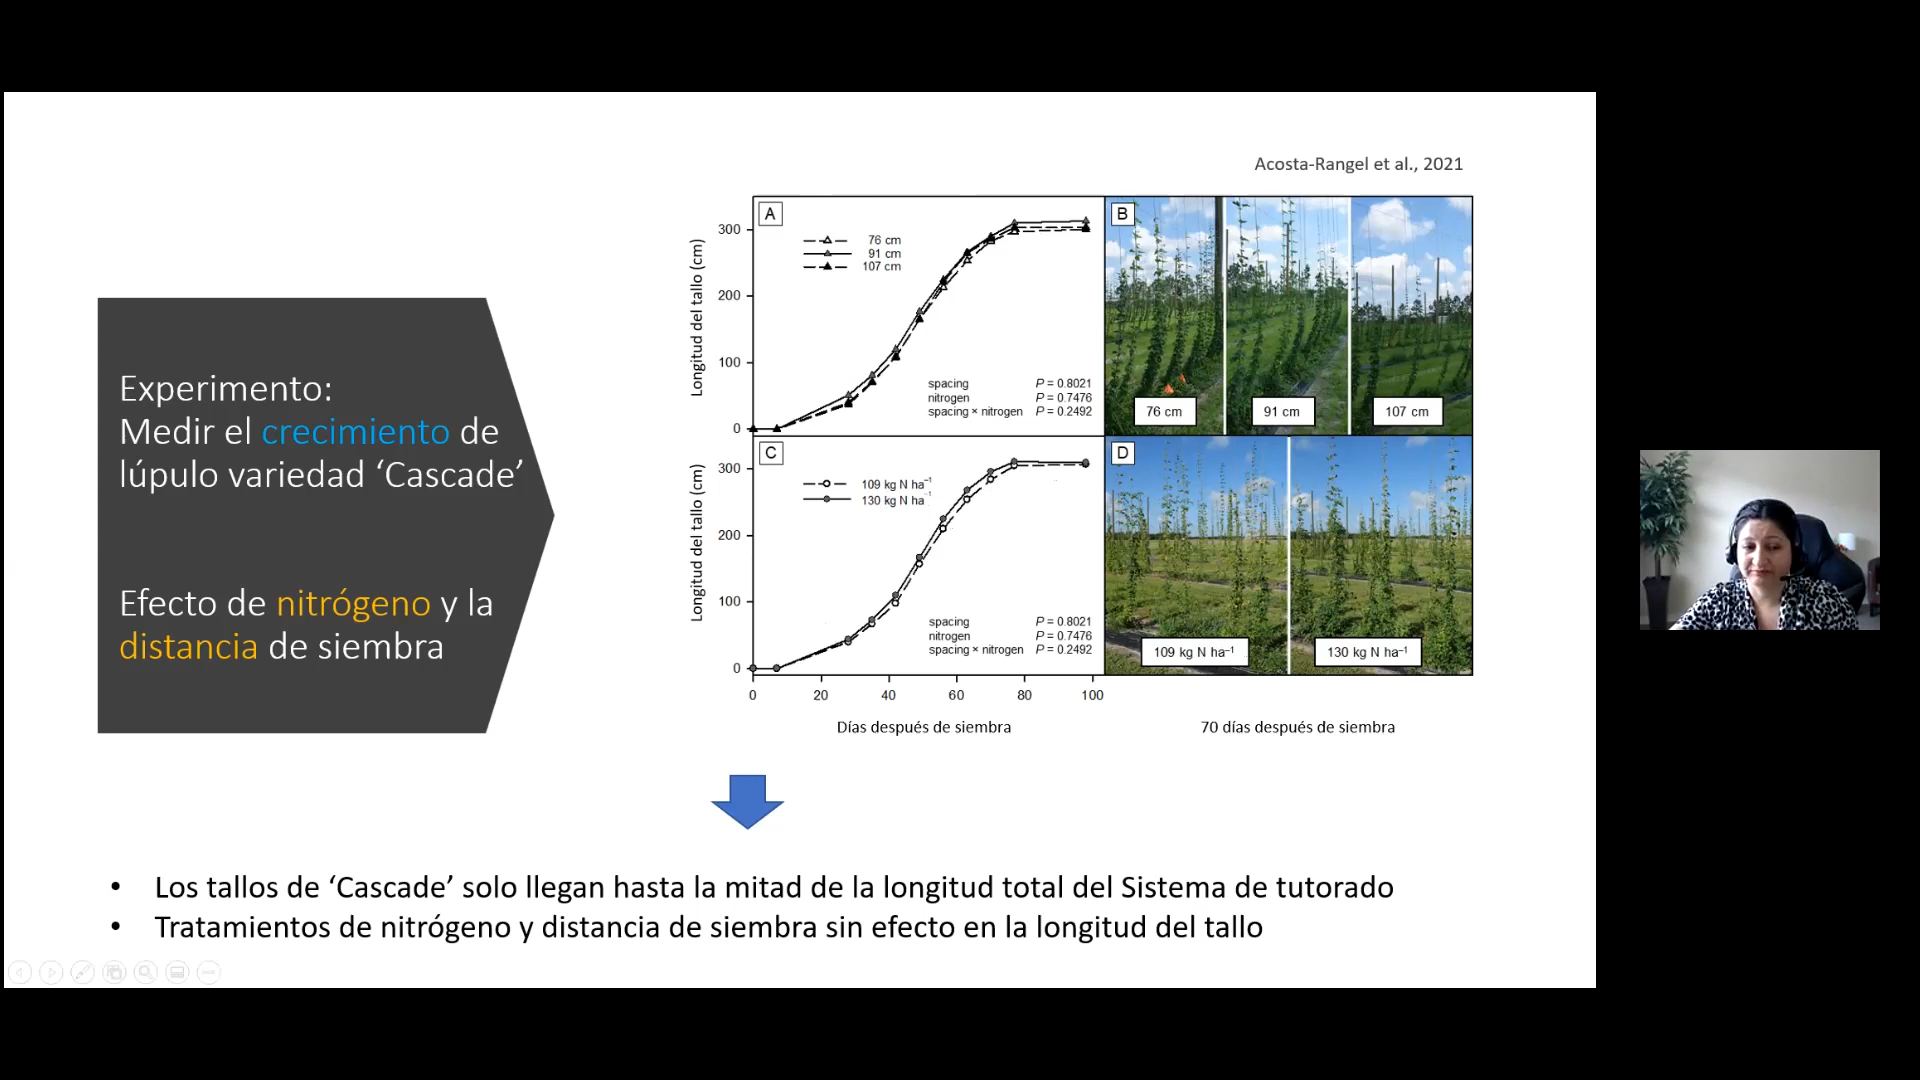 Acosta-Rangel et al., 2021
Experimento:
Medir el crecimiento de
lúpulo variedad ‘Cascade’
Efecto de nitrógeno y la
distancia de siembra
A
Longitud del tallo (cm)
300
200
100
0
76 cm
91 cm
107 cm
spacing P = 0.8021
nitrogen P = 0.7476
spacing × nitrogen P = 0.2492
B
76 cm
91 cm
107 cm
C
Longitud del tallo (cm)
300
200
100
0
109 kg N ha⁻¹
130 kg N ha⁻¹
spacing P = 0.8021
nitrogen P = 0.7476
spacing × nitrogen P = 0.2492
0 20 40 60 80 100
Días después de siembra
D
109 kg N ha⁻¹
130 kg N ha⁻¹
70 días después de siembra
• Los tallos de ‘Cascade’ solo llegan hasta la mitad de la longitud total del Sistema de tutorado
• Tratamientos de nitrógeno y distancia de siembra sin efecto en la longitud del tallo